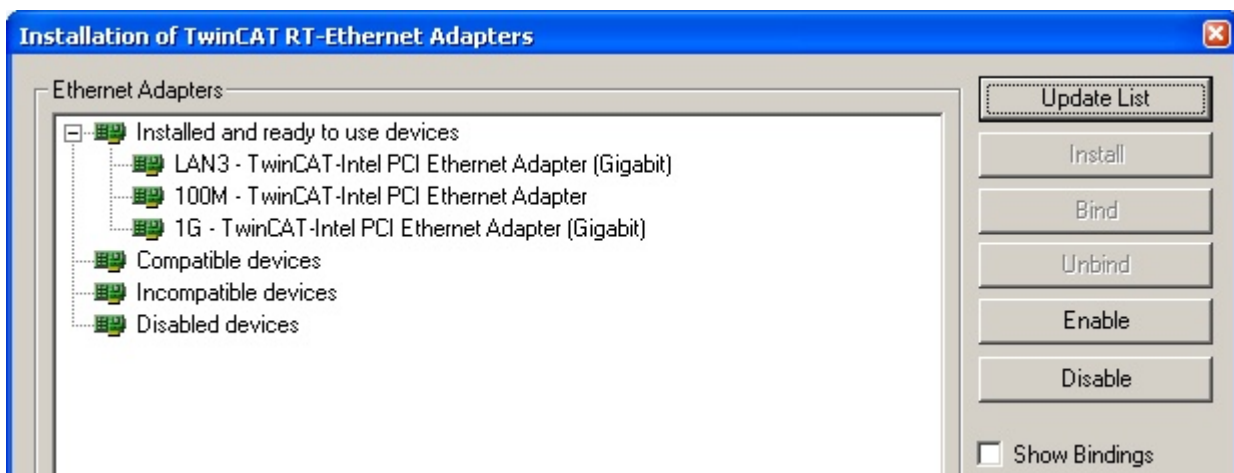 Installation of TwinCAT RT-Ethernet Adapters
Ethernet Adapters
Installed and ready to use devices
LAN3 - TwinCAT-Intel PCI Ethernet Adapter (Gigabit)
100M - TwinCAT-Intel PCI Ethernet Adapter
1G - TwinCAT-Intel PCI Ethernet Adapter (Gigabit)
Compatible devices
Incompatible devices
Disabled devices
Update List
Install
Bind
Unbind
Enable
Disable
Show Bindings